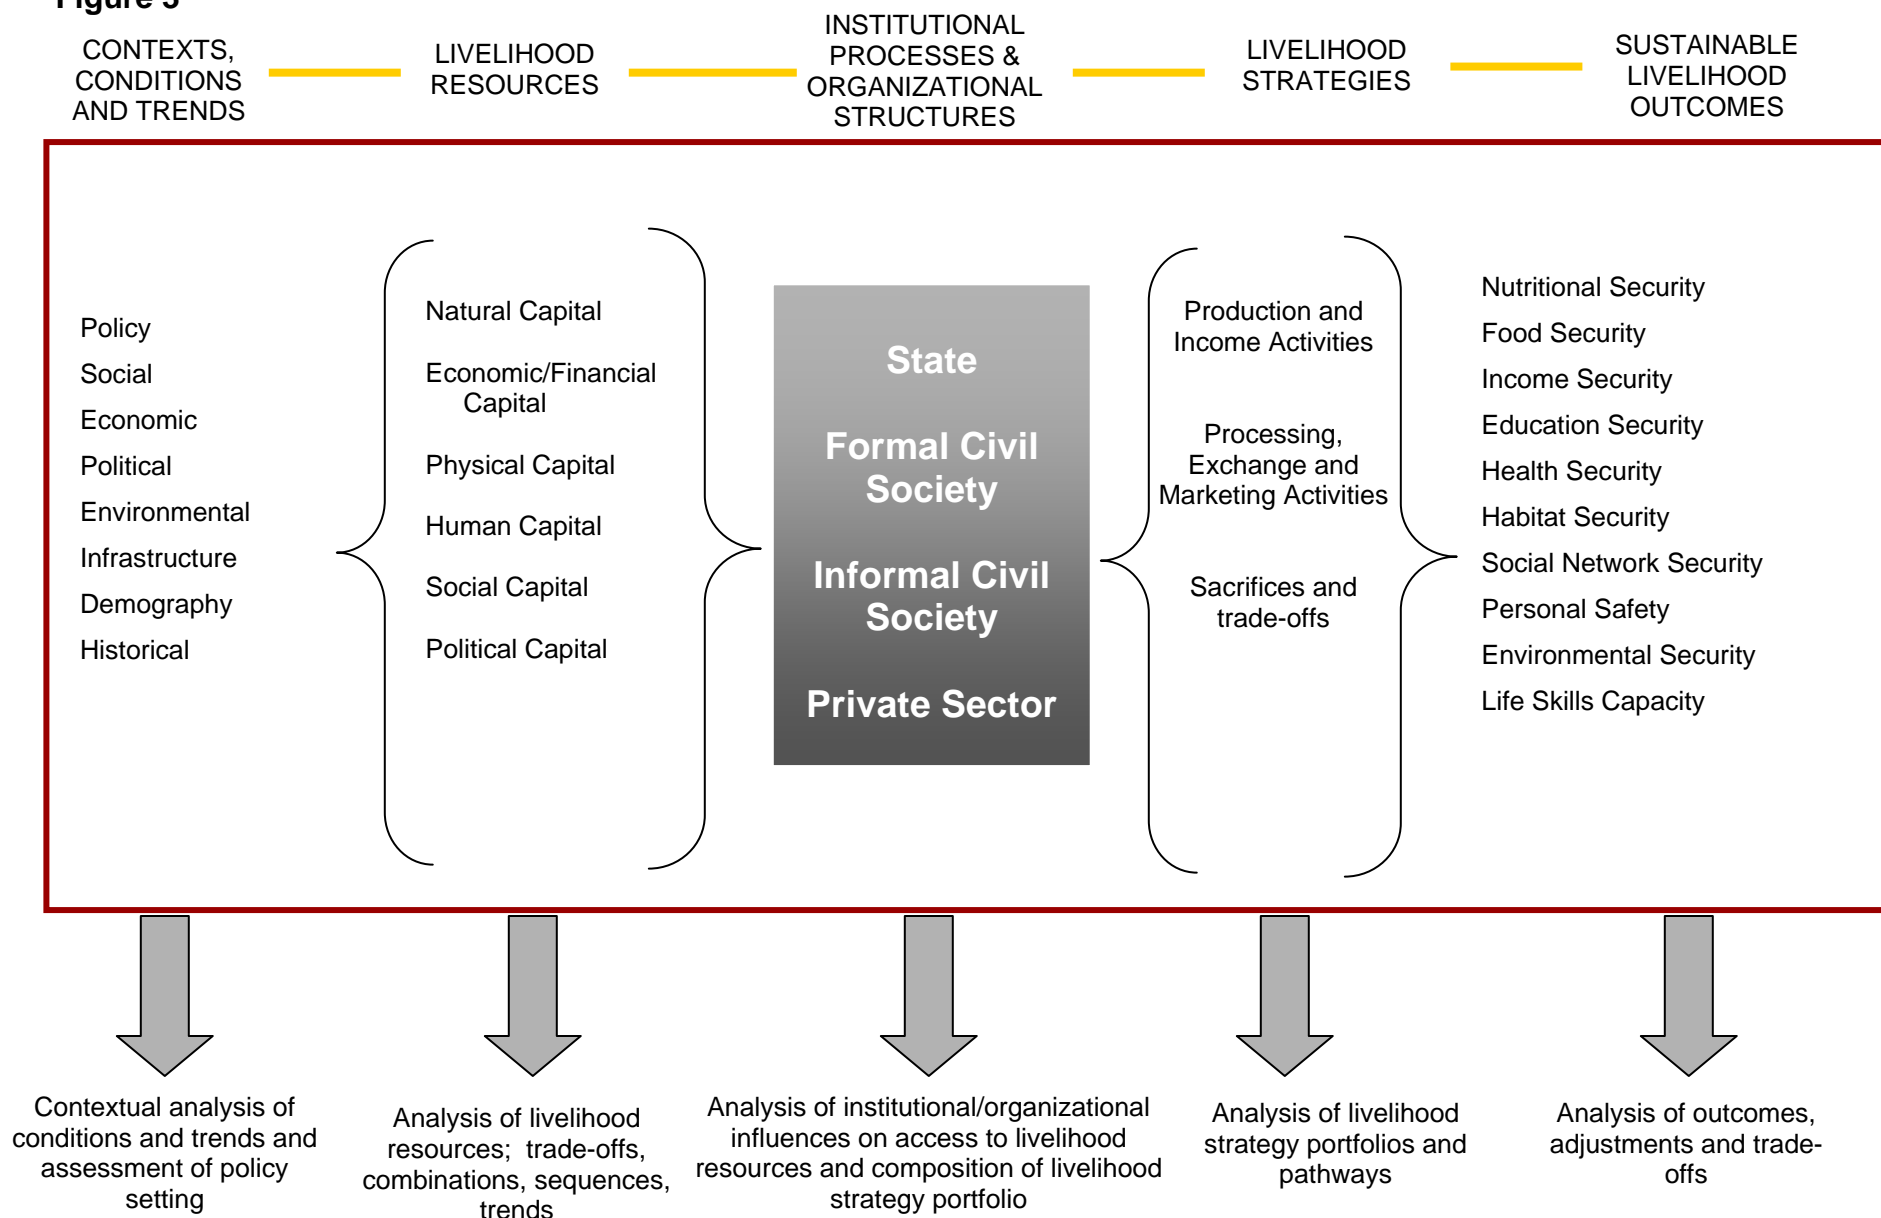 Figure 3
CONTEXTS,
CONDITIONS
AND TRENDS
LIVELIHOOD
RESOURCES
INSTITUTIONAL
PROCESSES &
ORGANIZATIONAL
STRUCTURES
LIVELIHOOD
STRATEGIES
SUSTAINABLE
LIVELIHOOD
OUTCOMES
Policy
Social
Economic
Political
Environmental
Infrastructure
Demography
Historical
Natural Capital
Economic/Financial
Capital
Physical Capital
Human Capital
Social Capital
Political Capital
State
Formal Civil
Society
Informal Civil
Society
Private Sector
Production and
Income Activities
Processing,
Exchange and
Marketing Activities
Sacrifices and
trade-offs
Nutritional Security
Food Security
Income Security
Education Security
Health Security
Habitat Security
Social Network Security
Personal Safety
Environmental Security
Life Skills Capacity
Contextual analysis of
conditions and trends and
assessment of policy
setting
Analysis of livelihood
resources;  trade-offs,
combinations, sequences,
trends
Analysis of institutional/organizational
influences on access to livelihood
resources and composition of livelihood
strategy portfolio
Analysis of livelihood
strategy portfolios and
pathways
Analysis of outcomes,
adjustments and trade-
offs